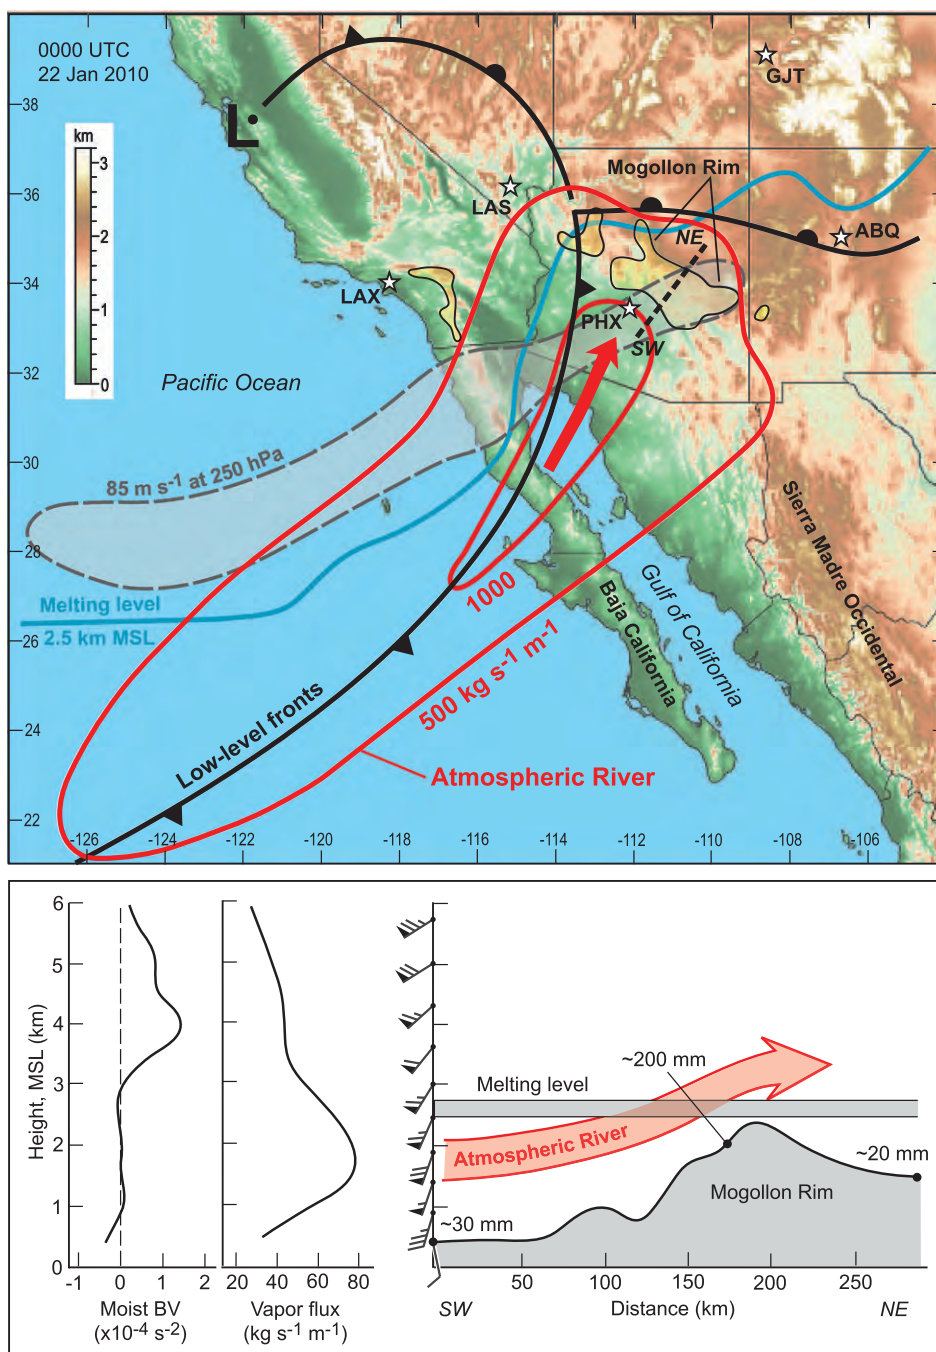 0000 UTC
22 Jan 2010
GJT
38
L
km
3
2
1
0
Mogollon Rim
36
LAS
NE
ABQ
34
LAX
PHX
SW
32
Pacific Ocean
30
85 m s-1 at 250 hPa
Sierra Madre Occidental
28
Melting level
2.5 km MSL
1000
Baja California
Gulf of California
26
500 kg s-1 m-1
Low-level fronts
24
Atmospheric River
22
-126
-124
-122
-120
-118
-116
-114
-112
-110
-108
-106
6
5
4
3
2
1
0
Height, MSL (km)
-1
0
1
2
Moist BV
(x10-4 s-2)
20
40
60
80
Vapor flux
(kg s-1 m-1)
~200 mm
Melting level
Atmospheric River
~20 mm
Mogollon Rim
~30 mm
50
100
150
200
250
SW
Distance (km)
NE